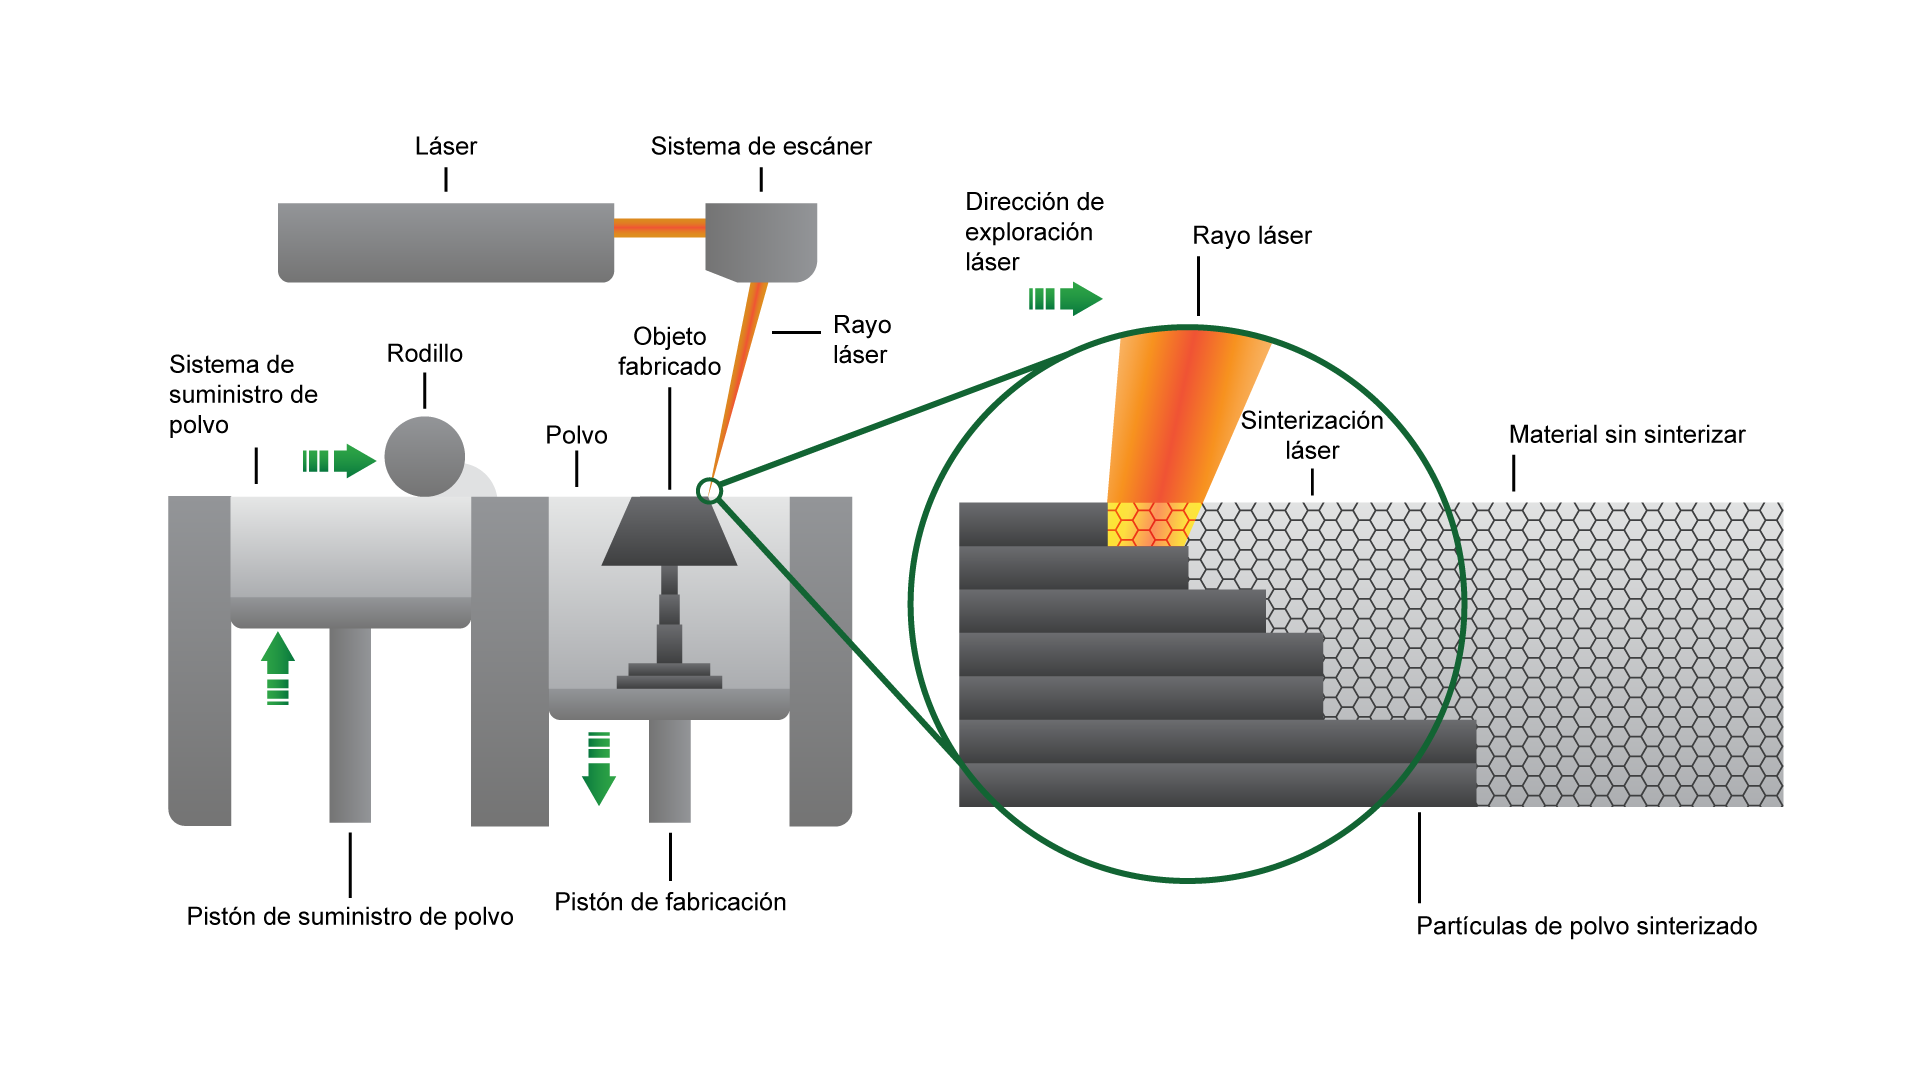 Láser
Sistema de escáner
Dirección de
exploración
láser
Rayo láser
Sistema de
suministro de
polvo
Rodillo
Objeto
fabricado
Rayo
láser
Polvo
Sinterización
láser
Material sin sinterizar
Pistón de suministro de polvo
Pistón de fabricación
Partículas de polvo sinterizado